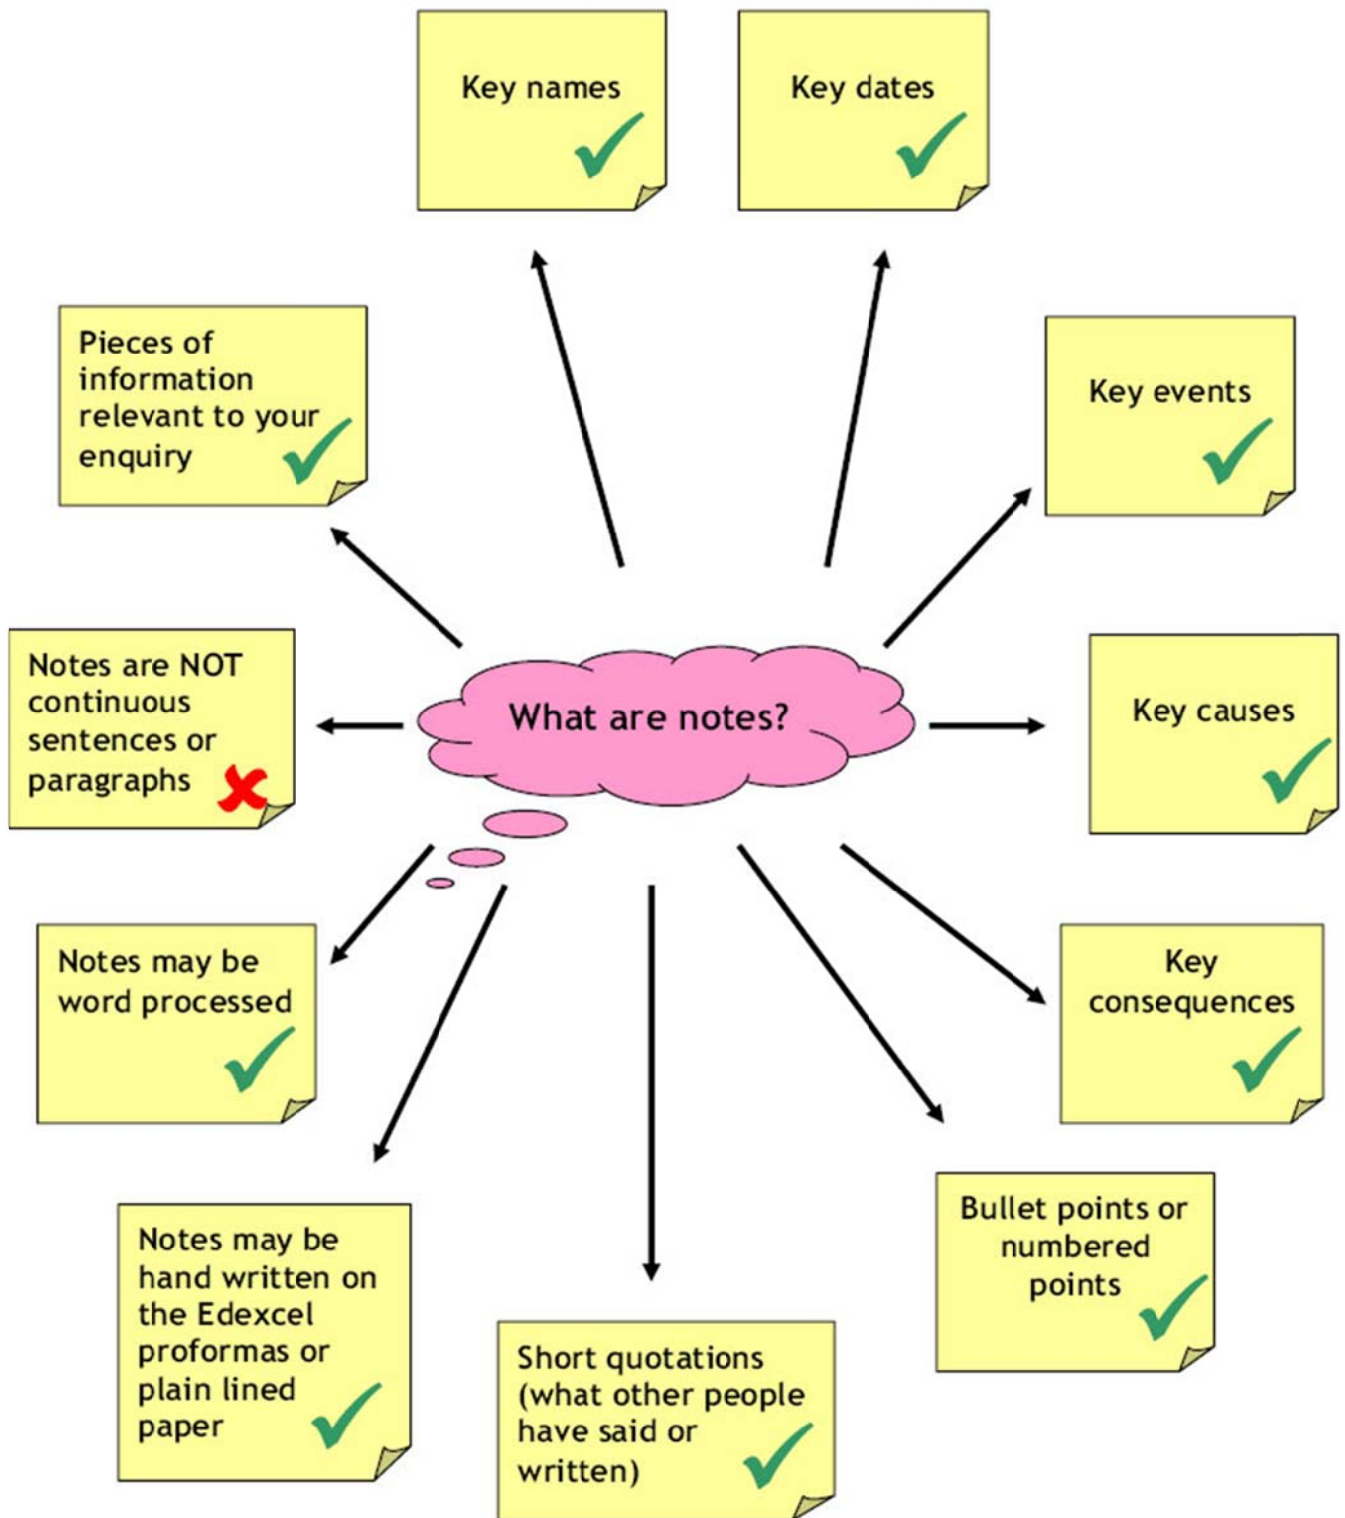 Key names
Key dates
Pieces of
information
relevant to your
enquiry
Key events
Notes are NOT
continuous
sentences or
paragraphs
What are notes?
Key causes
Notes may be
word processed
Key
consequences
Notes may be
hand written on
the Edexcel
proformas or
plain lined
paper
Short quotations
(what other people
have said or
written)
Bullet points or
numbered
points